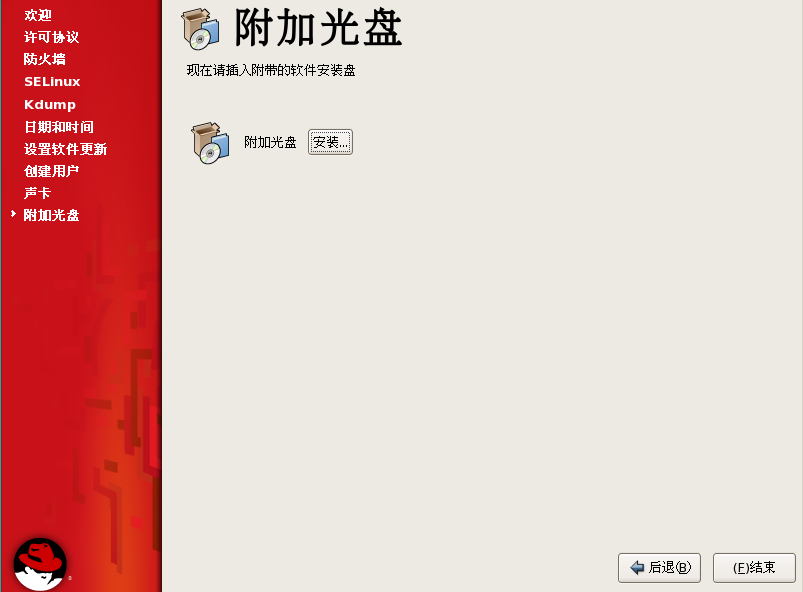 欢迎
许可协议
防火墙
SELinux
Kdump
日期和时间
设置软件更新
创建用户
声卡
附加光盘
附加光盘
现在请插入附带的软件安装盘
附加光盘 安装...
后退(B) (F)结束